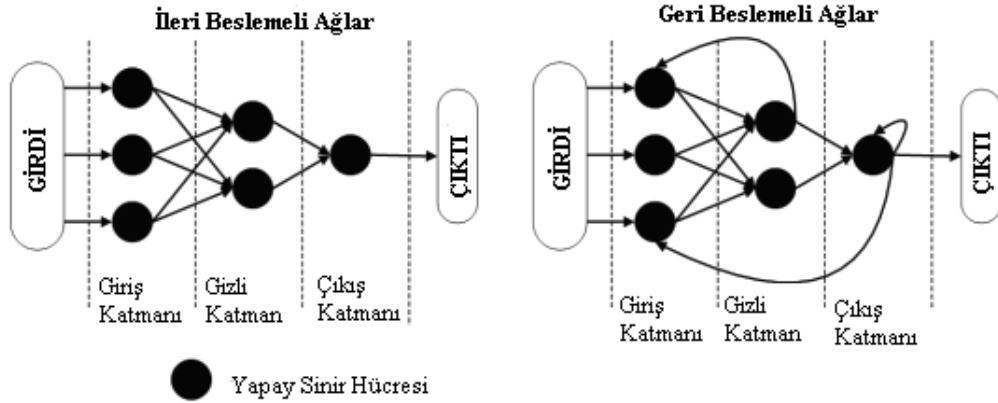 İleri Beslemeli Ağlar
GİRDİ
ÇIKTI
Giriş
Katmanı
Gizli
Katman
Çıkış
Katmanı
Geri Beslemeli Ağlar
GİRDİ
ÇIKTI
Giriş
Katmanı
Gizli
Katman
Çıkış
Katmanı
Yapay Sinir Hücresi